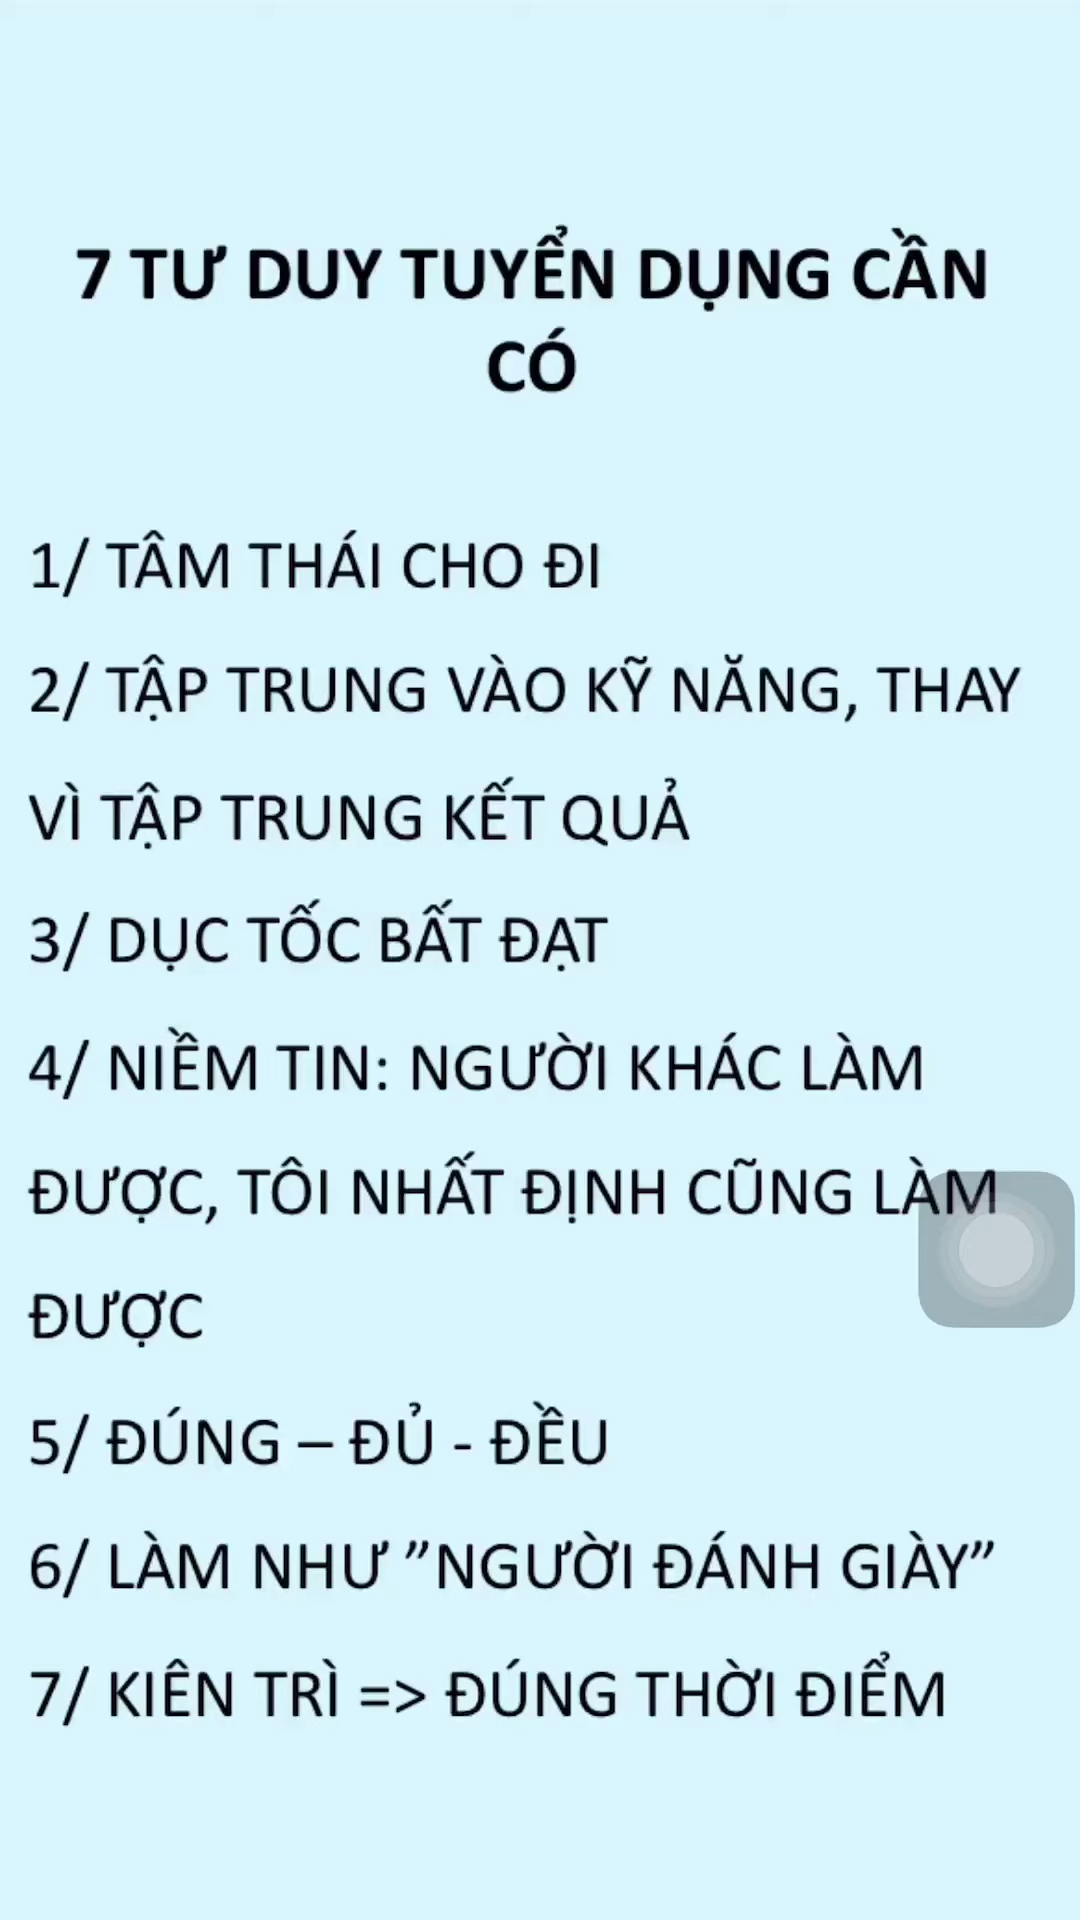 7 TƯ DUY TUYỂN DỤNG CẦN
CÓ
1/ TÂM THÁI CHO ĐI
2/ TẬP TRUNG VÀO KỸ NĂNG, THAY
VÌ TẬP TRUNG KẾT QUẢ
3/ DỤC TỐC BẤT ĐẠT
4/ NIỀM TIN: NGƯỜI KHÁC LÀM
ĐƯỢC, TÔI NHẤT ĐỊNH CŨNG LÀM
ĐƯỢC
5/ ĐÚNG – ĐỦ - ĐỀU
6/ LÀM NHƯ ”NGƯỜI ĐÁNH GIÀY”
7/ KIÊN TRÌ => ĐÚNG THỜI ĐIỂM